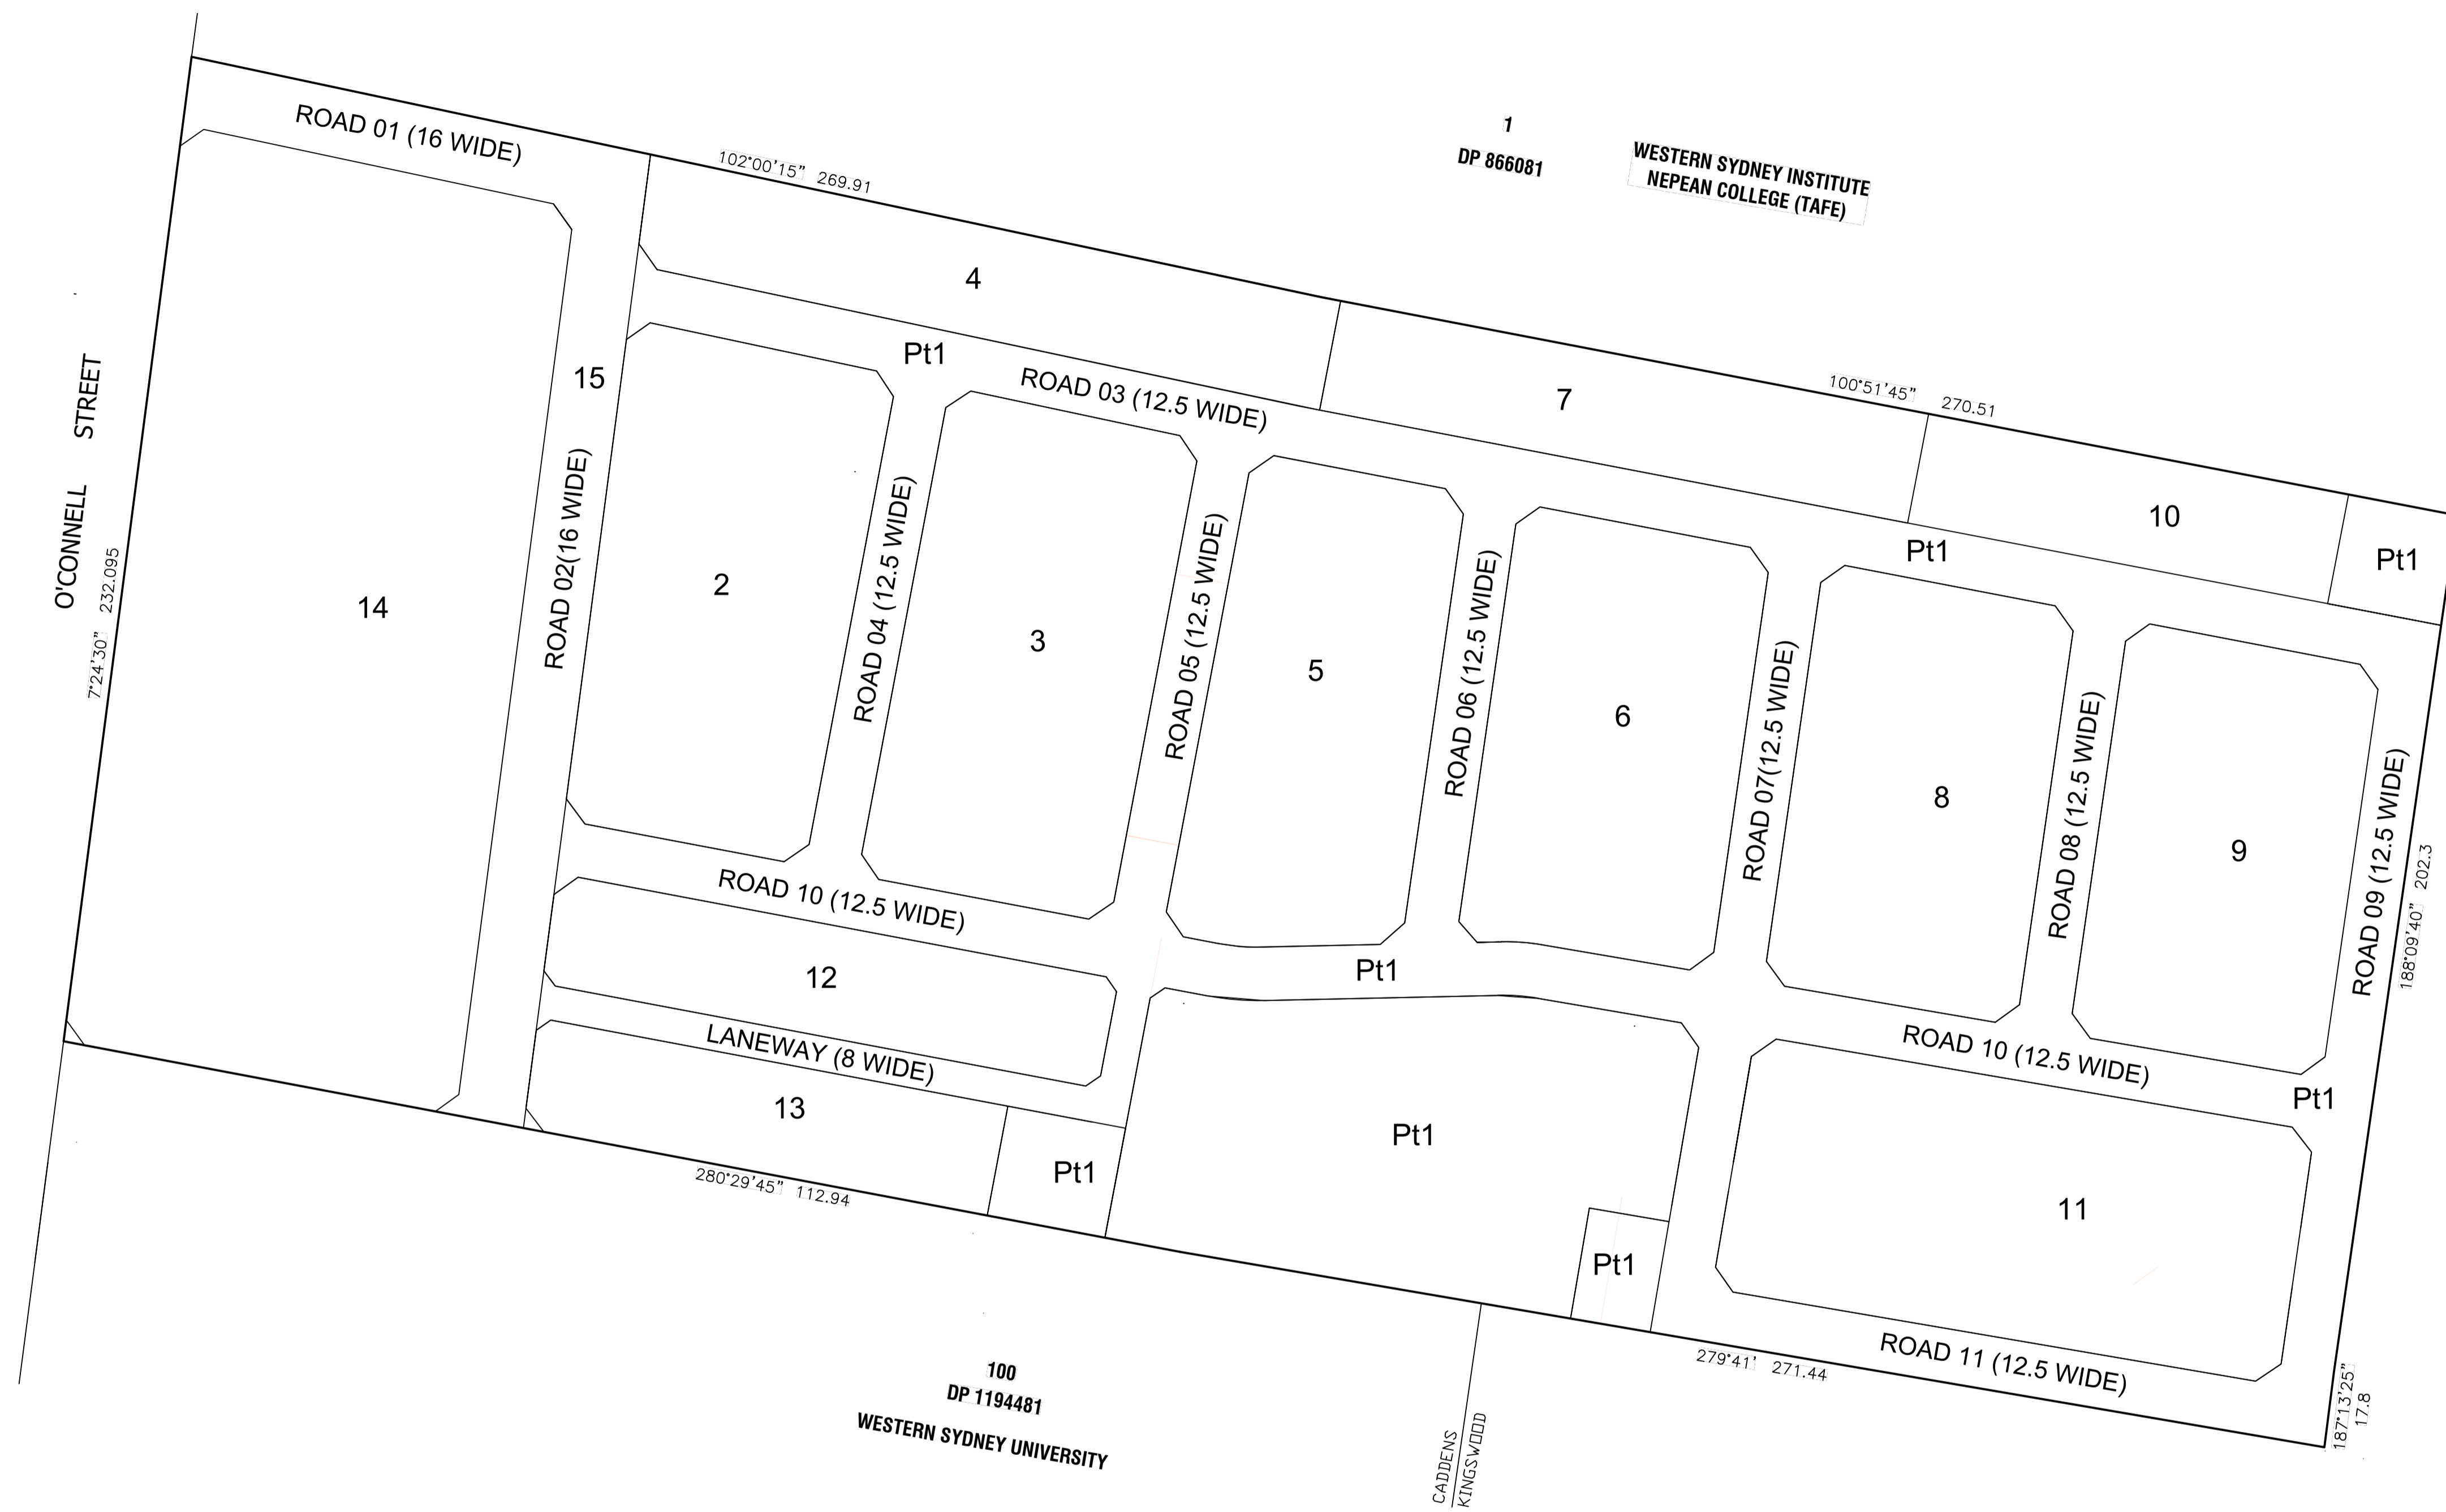 ROAD 01 (16 WIDE)
102°00'15" 269.91
1
DP 866081
WESTERN SYDNEY INSTITUTE
NEPEAN COLLEGE (TAFE)
4
Pt1
ROAD 03 (12.5 WIDE)
7
100°51'45" 270.51
10
Pt1
Pt1
O'CONNELL STREET
7°24'30" 232.095
14
15
ROAD 02(16 WIDE)
2
ROAD 04 (12.5 WIDE)
3
ROAD 05 (12.5 WIDE)
5
ROAD 06 (12.5 WIDE)
6
ROAD 07(12.5 WIDE)
8
ROAD 08 (12.5 WIDE)
9
ROAD 09 (12.5 WIDE)
188°09'40" 202.3
ROAD 10 (12.5 WIDE)
12
Pt1
LANEWAY (8 WIDE)
13
Pt1
Pt1
Pt1
ROAD 10 (12.5 WIDE)
Pt1
11
ROAD 11 (12.5 WIDE)
280°29'45" 112.94
279°41' 271.44
187°13'25"
17.8
100
DP 1194481
WESTERN SYDNEY UNIVERSITY
CADDENS
KINGSWOOD